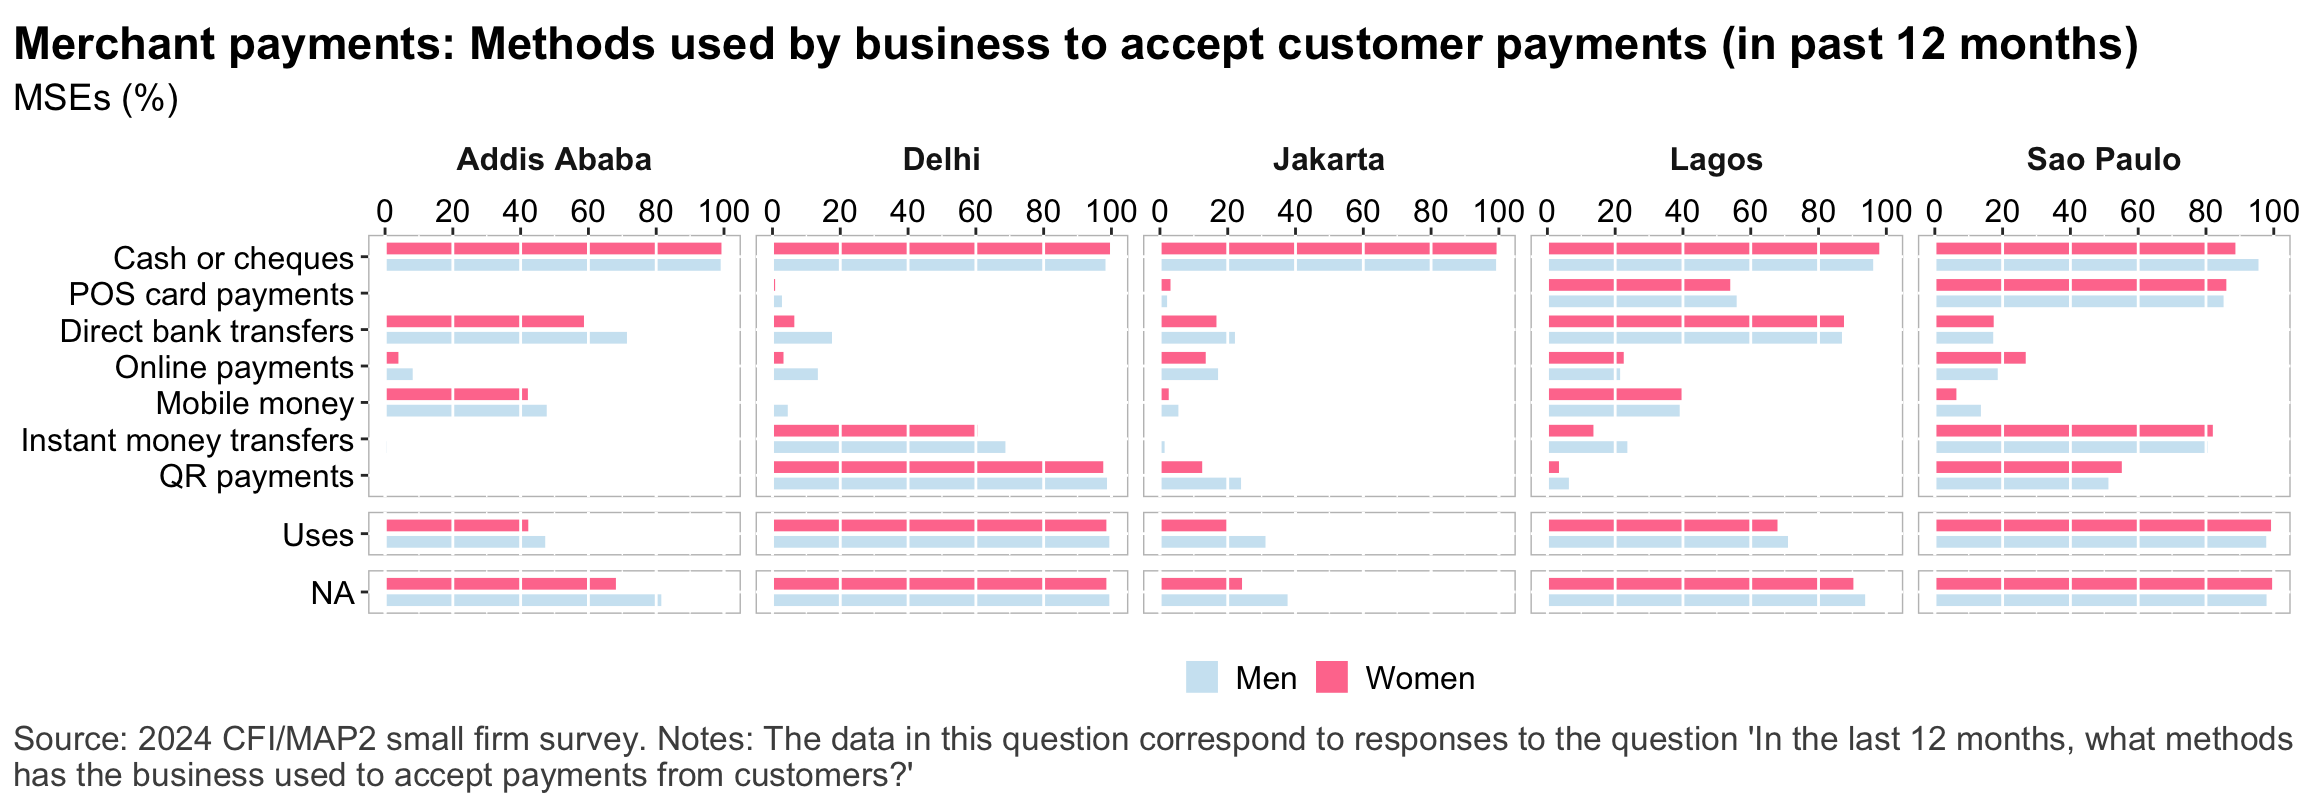 Merchant payments: Methods used by business to accept customer payments (in past 12 months)
MSEs (%)
Addis Ababa Delhi Jakarta Lagos Sao Paulo
0 20 40 60 80 100 0 20 40 60 80 100 0 20 40 60 80 100 0 20 40 60 80 100 0 20 40 60 80 100
Cash or cheques
POS card payments
Direct bank transfers
Online payments
Mobile money
Instant money transfers
QR payments
Uses
NA
Men Women
Source: 2024 CFI/MAP2 small firm survey. Notes: The data in this question correspond to responses to the question 'In the last 12 months, what methods
has the business used to accept payments from customers?'